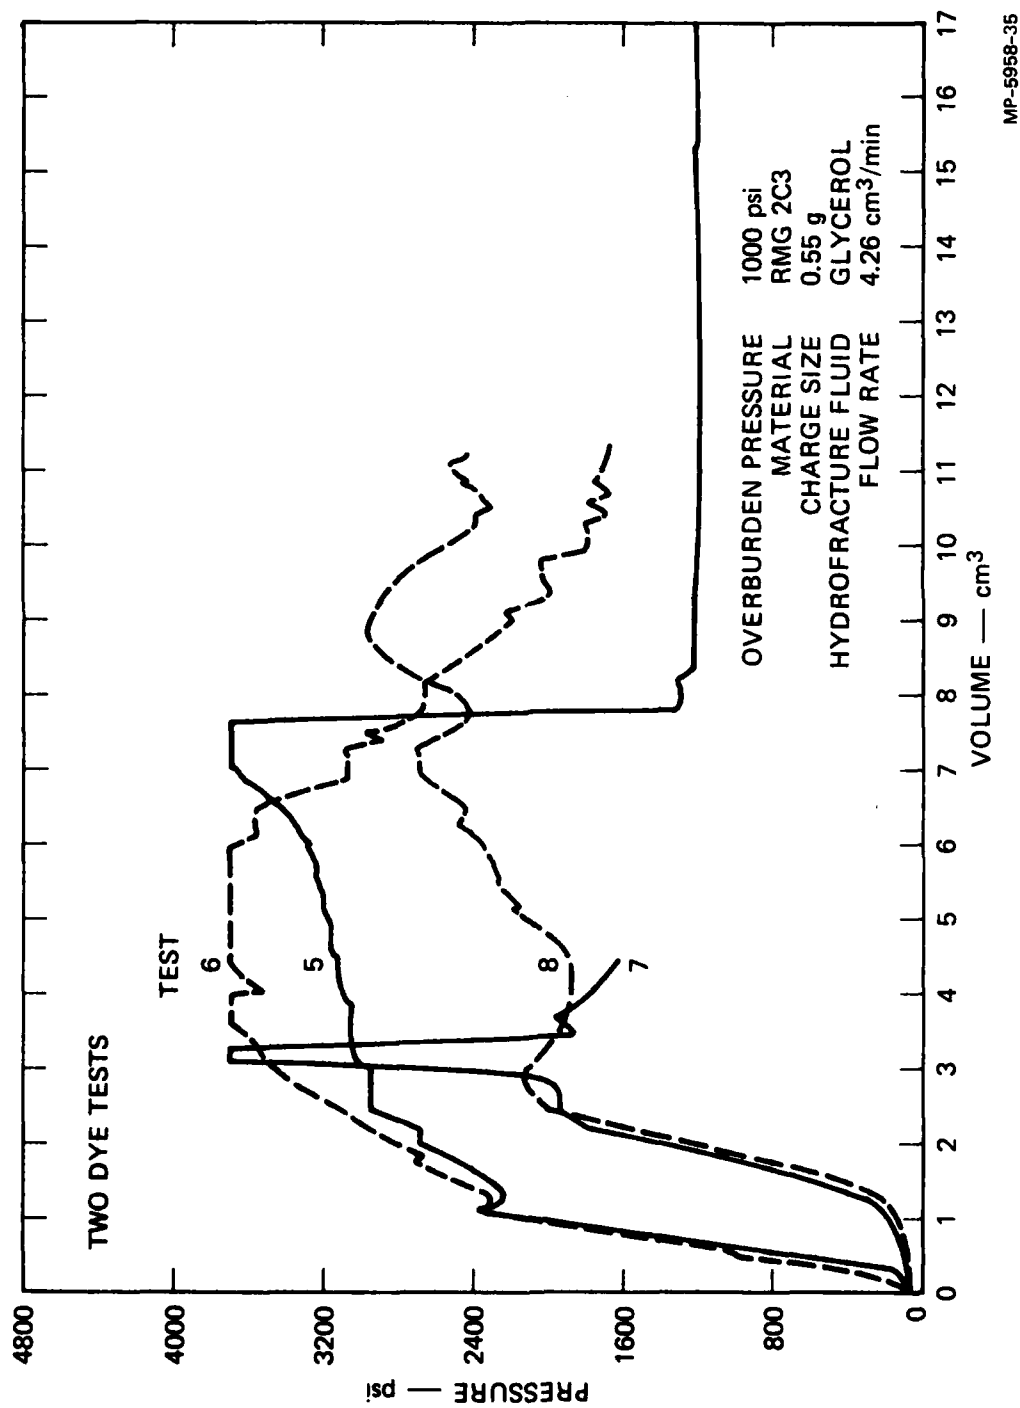 TWO DYE TESTS
TEST
6
5
8
7
4800
4000
3200
2400
1600
800
0
PRESSURE — psi
0 1 2 3 4 5 6 7 8 9 10 11 12 13 14 15 16 17
VOLUME — cm³
OVERBURDEN PRESSURE 1000 psi
MATERIAL RMG 2C3
CHARGE SIZE 0.55 g
HYDROFRACTURE FLUID GLYCEROL
FLOW RATE 4.26 cm³/min
MP-5958-35